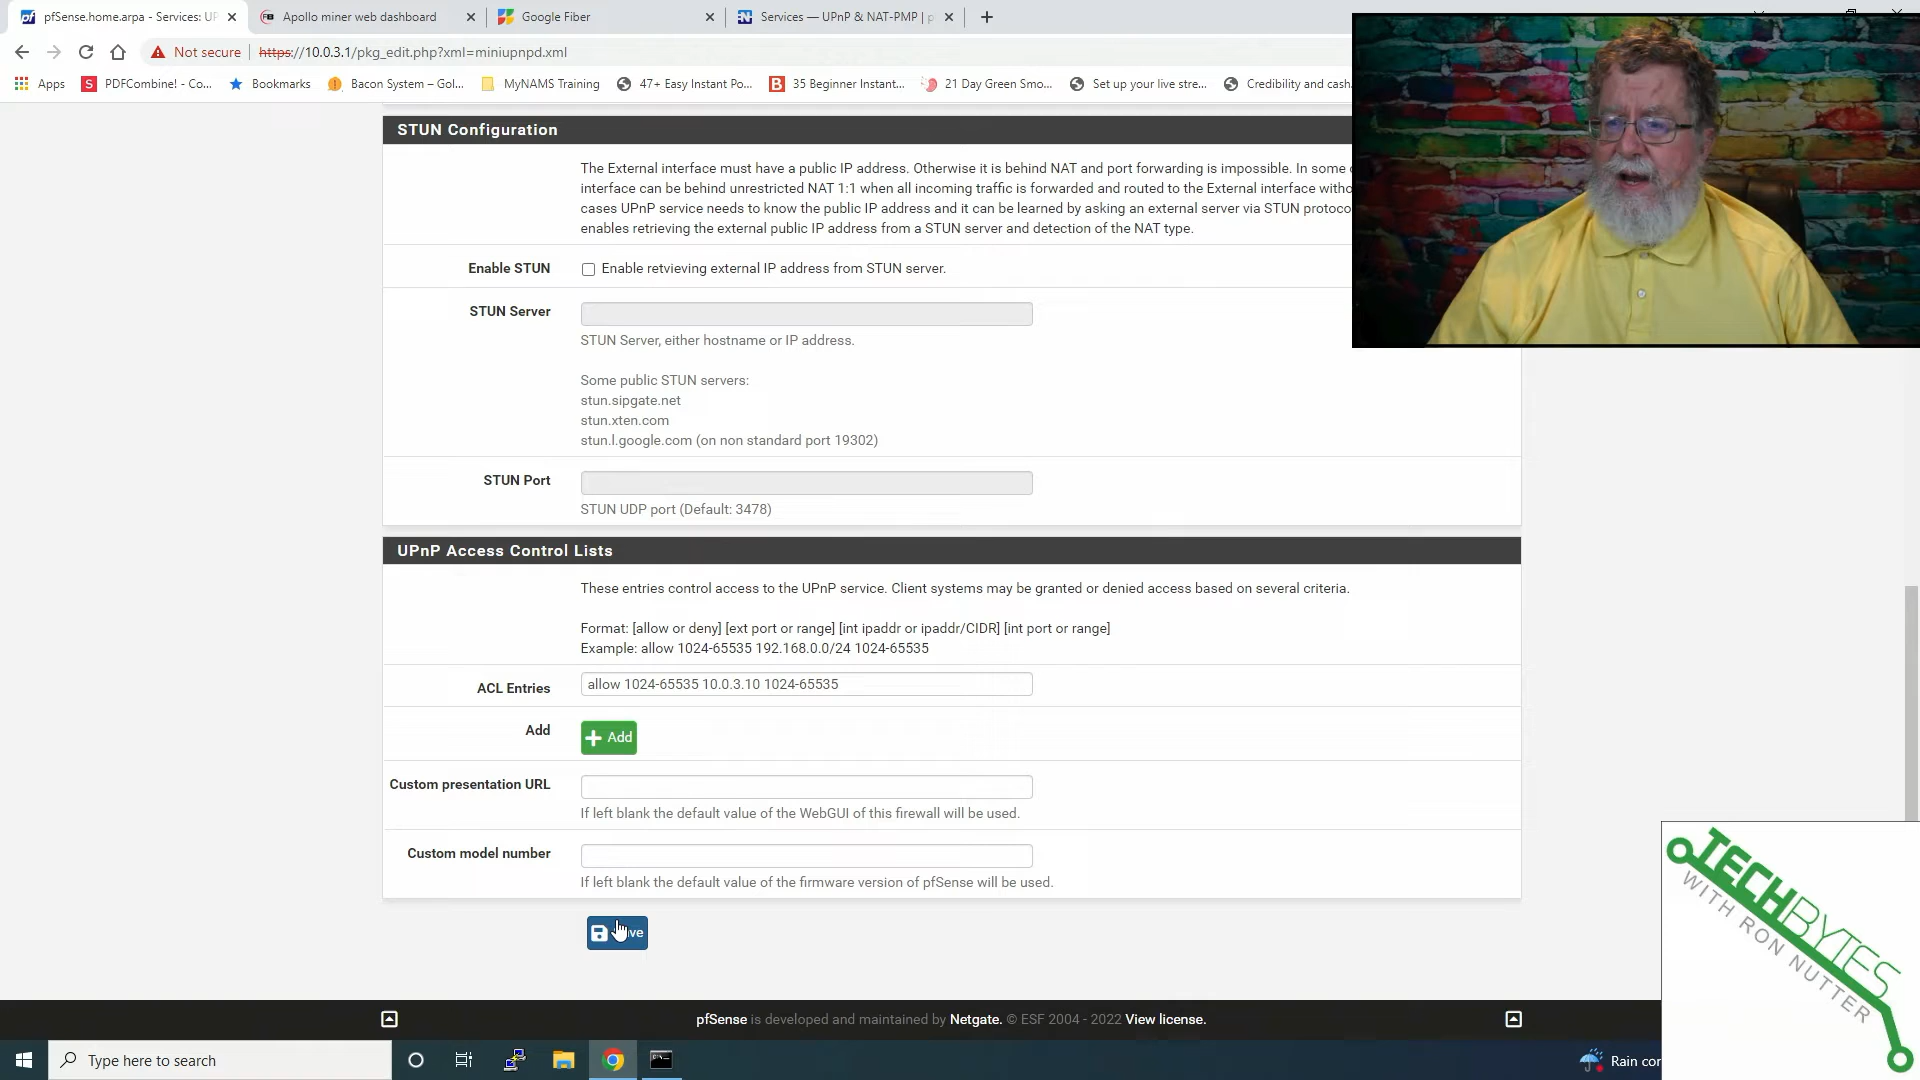 pfSense.home.arpa - Services: UP
Apollo miner web dashboard
Google Fiber
Services — UPnP & NAT-PMP | p
Not secure
https://10.0.3.1/pkg_edit.php?xml=miniupnpd.xml
Apps
PDFCombine! - Co...
Bookmarks
Bacon System – Gol...
MyNAMS Training
47+ Easy Instant Po...
35 Beginner Instant...
21 Day Green Smo...
Set up your live stre...
Credibility and cash
STUN Configuration
The External interface must have a public IP address. Otherwise it is behind NAT and port forwarding is impossible. In some
interface can be behind unrestricted NAT 1:1 when all incoming traffic is forwarded and routed to the External interface
cases UPnP service needs to know the public IP address and it can be learned by asking an external server via STUN
enables retrieving the external public IP address from a STUN server and detection of the NAT type.
Enable STUN
Enable retvieving external IP address from STUN server.
STUN Server
STUN Server, either hostname or IP address.
Some public STUN servers:
stun.sipgate.net
stun.xten.com
stun.l.google.com (on non standard port 19302)
STUN Port
STUN UDP port (Default: 3478)
UPnP Access Control Lists
These entries control access to the UPnP service. Client systems may be granted or denied access based on several criteria.
Format: [allow or deny] [ext port or range] [int ipaddr or ipaddr/CIDR] [int port or range]
Example: allow 1024-65535 192.168.0.0/24 1024-65535
ACL Entries
allow 1024-65535 10.0.3.10 1024-65535
Add
Add
Custom presentation URL
If left blank the default value of the WebGUI of this firewall will be used.
Custom model number
If left blank the default value of the firmware version of pfSense will be used.
pfSense is developed and maintained by Netgate. © ESF 2004 - 2022 View license.
TECHBYTES
WITH RON NUTTER
Type here to search
Rain